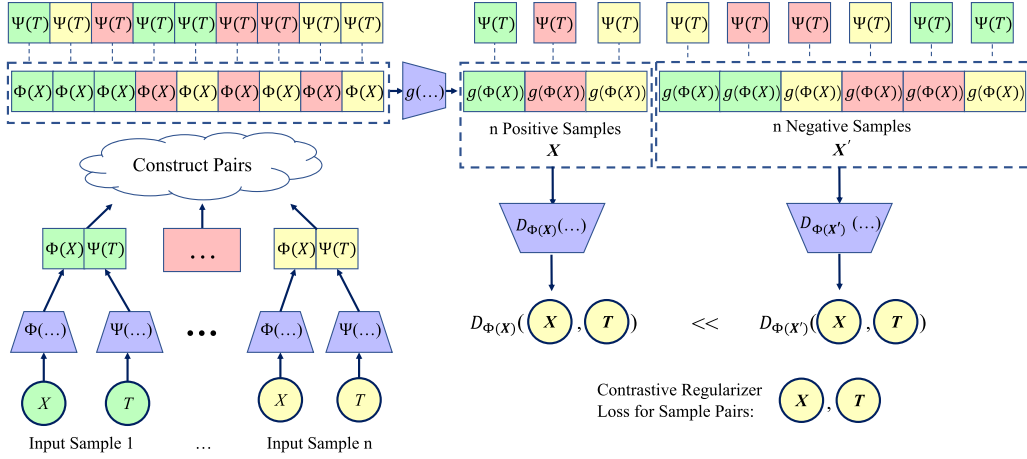 Ψ(T) Ψ(T) Ψ(T) Ψ(T) Ψ(T) Ψ(T) Ψ(T) Ψ(T) Ψ(T) Ψ(T) Ψ(T) Ψ(T) Ψ(T) Ψ(T) Ψ(T) Ψ(T) Ψ(T) Ψ(T)
Φ(X) Φ(X) Φ(X) Φ(X) Φ(X) Φ(X) Φ(X) Φ(X) Φ(X) g(…) g(Φ(X)) g(Φ(X)) g(Φ(X)) g(Φ(X)) g(Φ(X)) g(Φ(X)) g(Φ(X)) g(Φ(X)) g(Φ(X))
n Positive Samples
X
n Negative Samples
X′
Construct Pairs
Φ(X) Ψ(T) … Φ(X) Ψ(T)
D_Φ(X)(…) D_Φ(X′) (…)
Φ(…) Ψ(…) … Φ(…) Ψ(…)
D_Φ(X)( X , T ) << D_Φ(X′)( X , T )
X T X T
Input Sample 1 … Input Sample n
Contrastive Regularizer
Loss for Sample Pairs: X , T